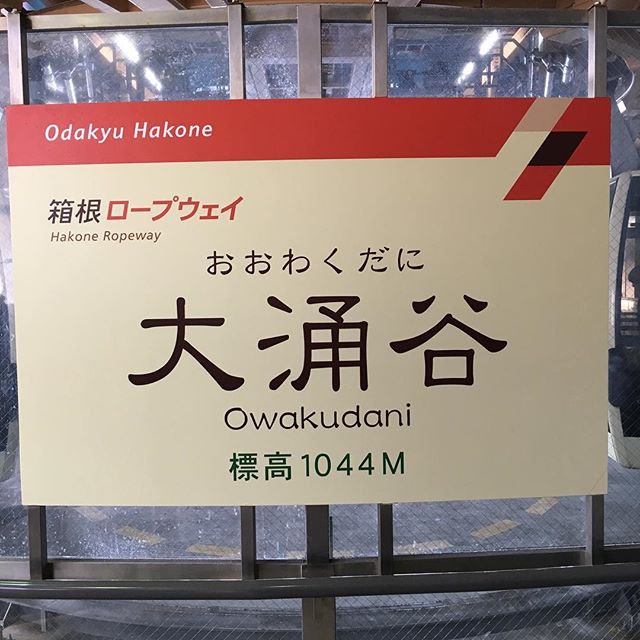 Odakyu Hakone
箱根ロープウェイ
Hakone Ropeway
おおわくだに
大涌谷
Owakudani
標高1044M